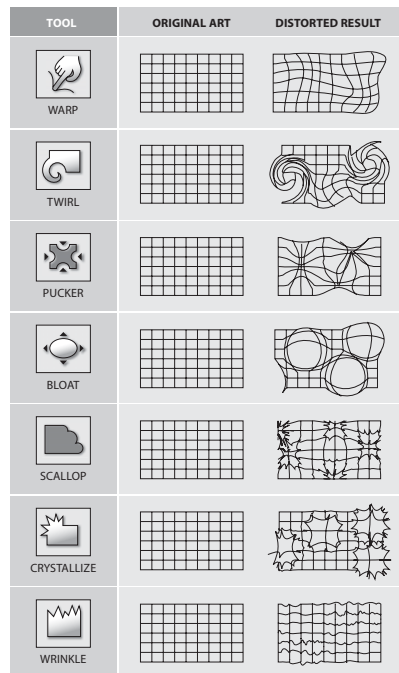 TOOL ORIGINAL ART DISTORTED RESULT
WARP
TWIRL
PUCKER
BLOAT
SCALLOP
CRYSTALLIZE
WRINKLE